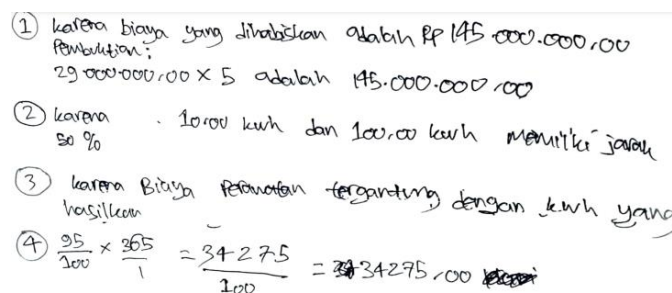 ① karena biaya yang dihabiskan adalah Rp 145.000.000,00
Pembuktian:
29.000.000,00 × 5 adalah 145.000.000,00
② karena 10.00 kwh dan 100,00 kwh memiliki jarak
50 %
③ karena Biaya Perawatan tergantung dengan kwh yang
hasilkan
④ 95/100 × 365/1 = 34275/100 = 34275,00